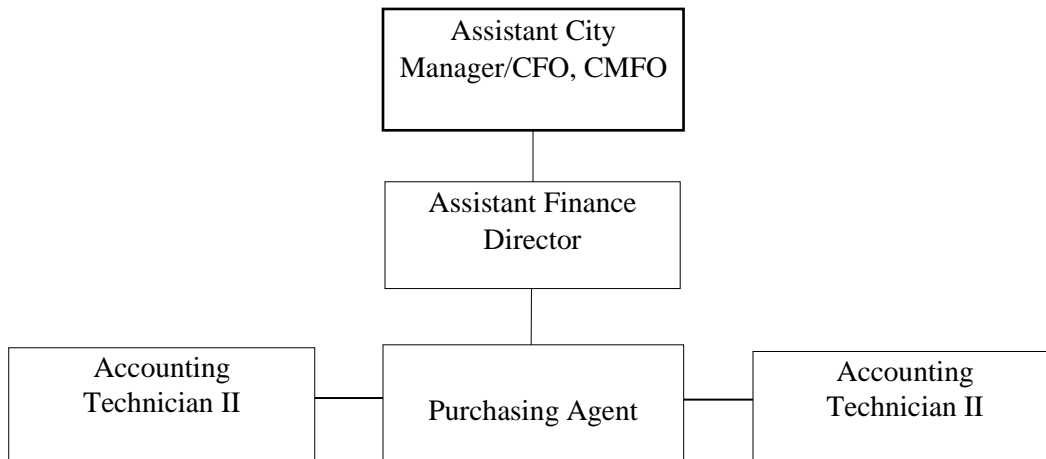 Assistant City
Manager/CFO, CMFO
Assistant Finance
Director
Accounting
Technician II
Purchasing Agent
Accounting
Technician II